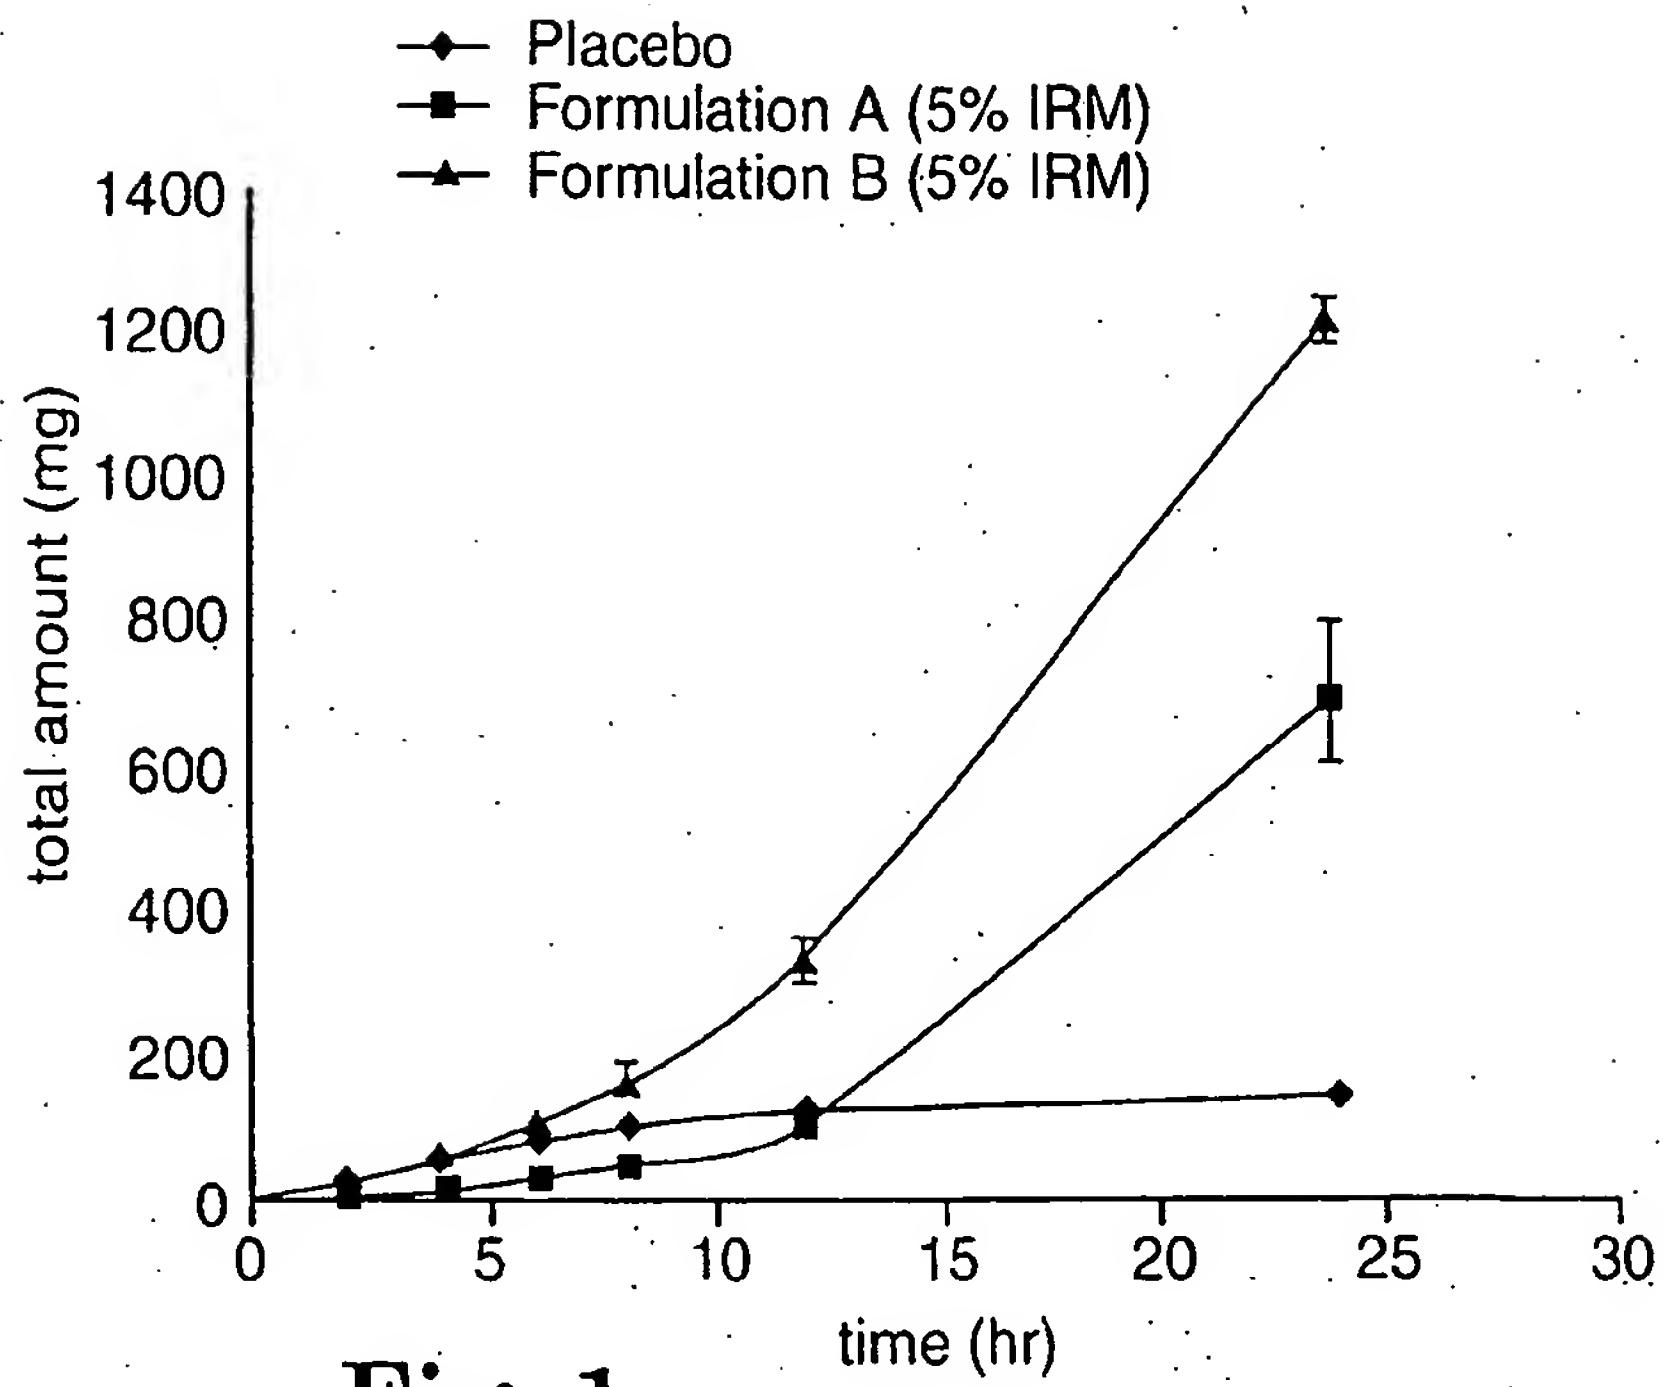 Placebo
Formulation A (5% IRM)
Formulation B (5% IRM)
1400
1200
1000
800
600
400
200
0
total amount (mg)
0 5 10 15 20 25 30
time (hr)